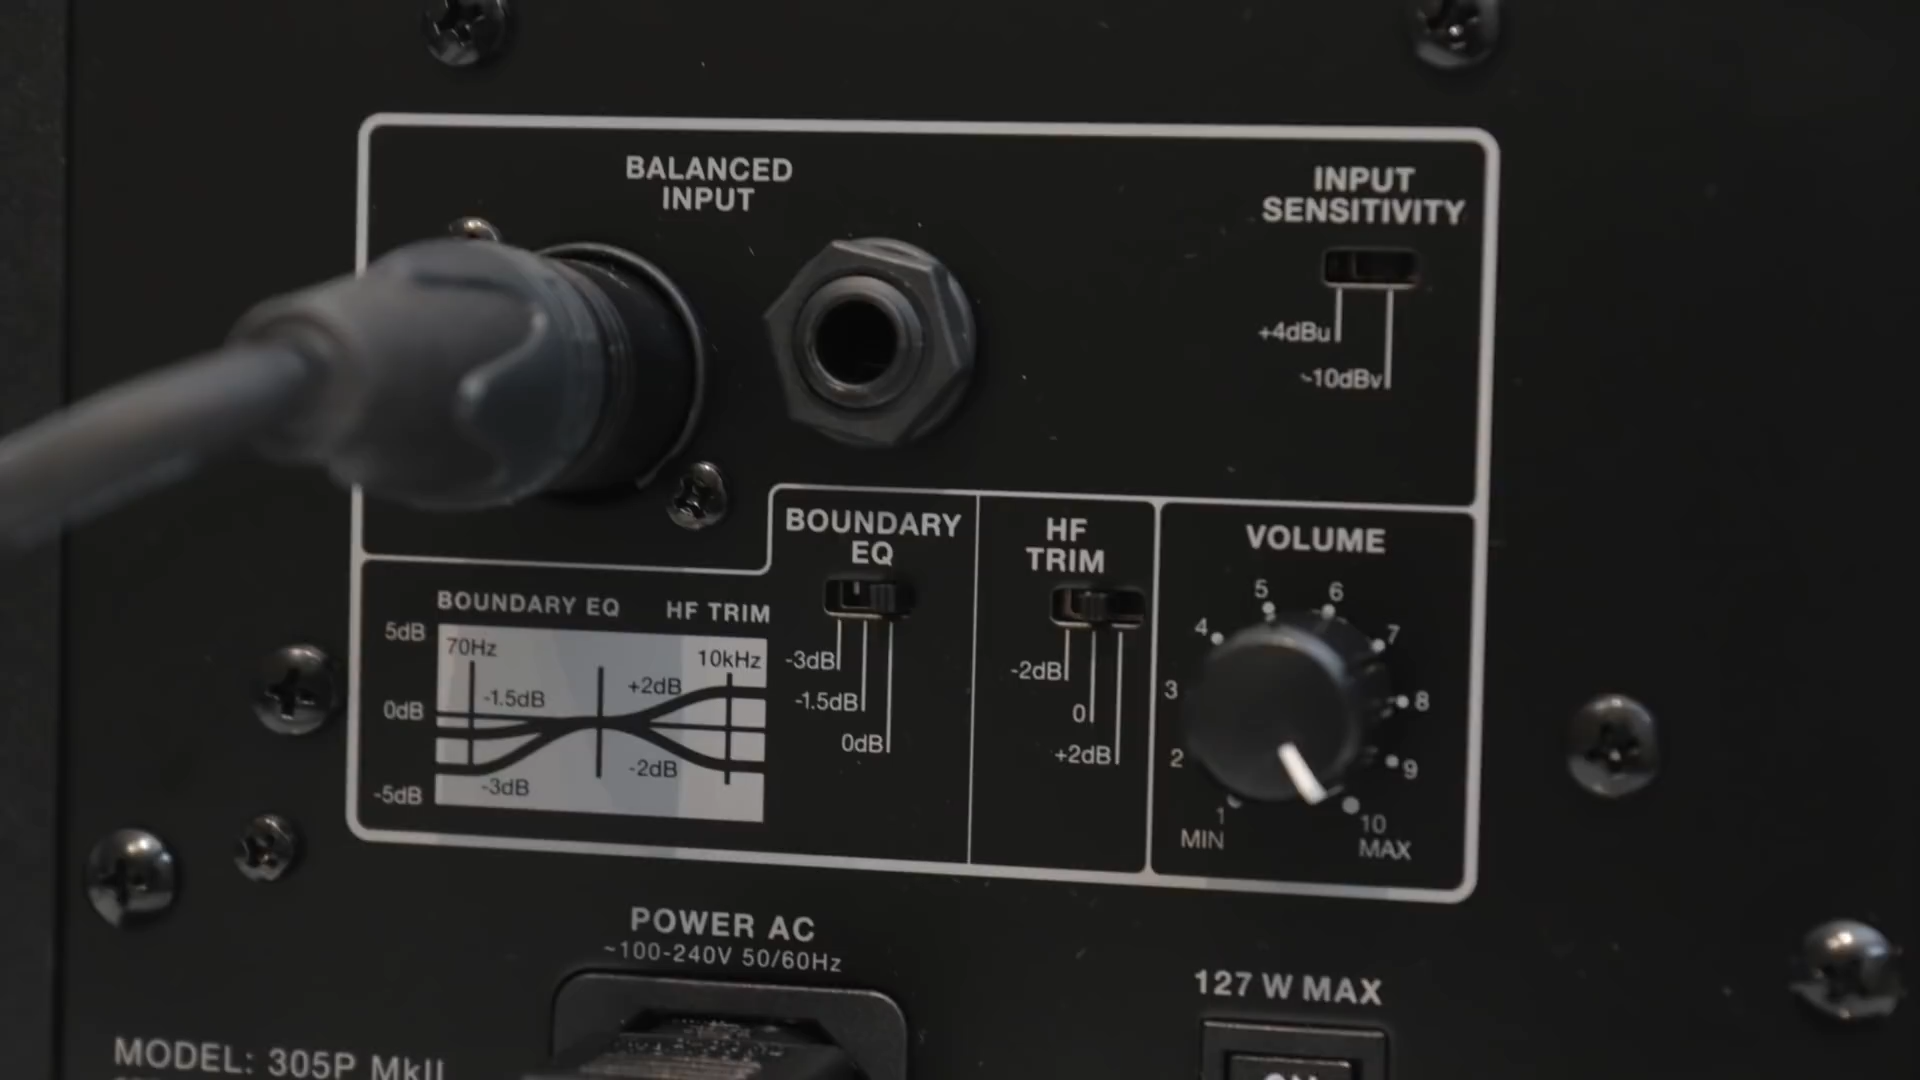 BALANCED
INPUT
INPUT
SENSITIVITY
+4dBu
-10dBv
BOUNDARY
EQ
-3dB
-1.5dB
0dB
HF
TRIM
-2dB
0
+2dB
VOLUME
1
2
3
4
5
6
7
8
9
10
MIN
MAX
BOUNDARY EQ HF TRIM
5dB
0dB
-5dB
70Hz
10kHz
-1.5dB
+2dB
-3dB
-2dB
POWER AC
~100-240V 50/60Hz
127 W MAX
MODEL: 305P MkII